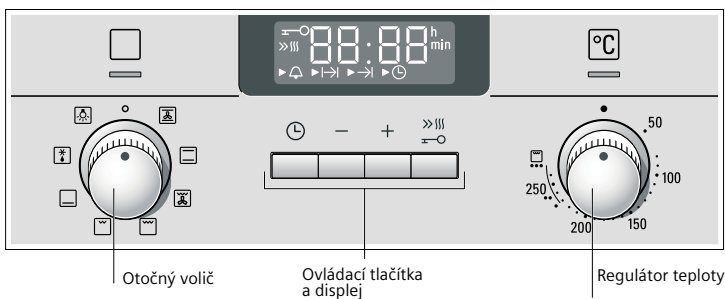 88:88 h
min
°C
− +
50
100
150
200
250
Otočný volič
Ovládací tlačítka
a displej
Regulátor teploty